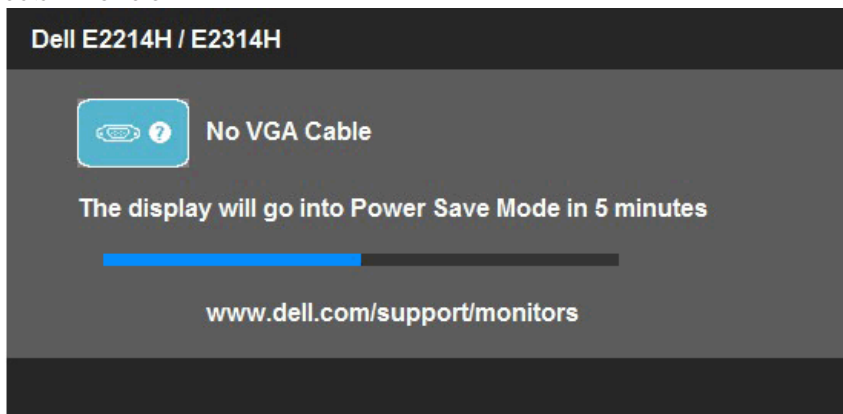 Dell E2214H / E2314H
? No VGA Cable
The display will go into Power Save Mode in 5 minutes
www.dell.com/support/monitors